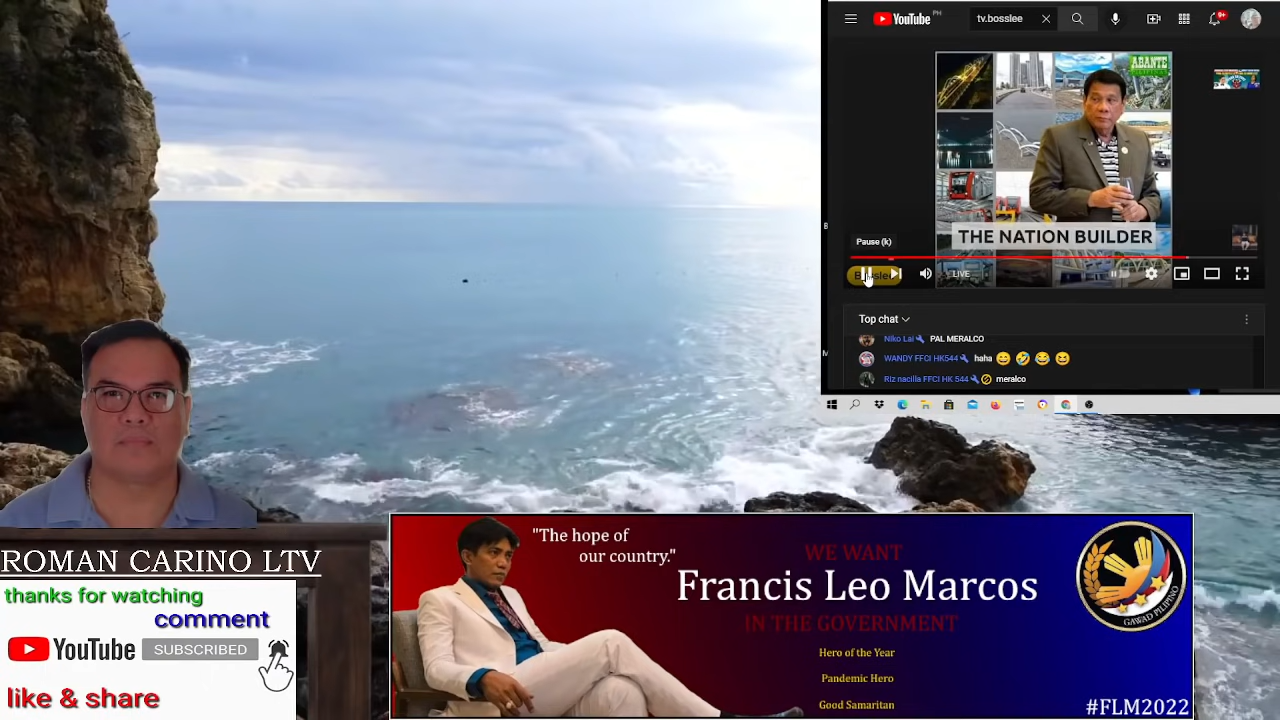 YouTube PH
tv.bosslee
9+
ABANTE
THE NATION BUILDER
Pause (k)
LIVE
Top chat
Niko Lai PAL MERALCO
WANDY FFCI HK544 haha
Riz nacilla FFCI HK 544 meralco
ROMAN CARINO LTV
thanks for watching
comment
YouTube SUBSCRIBED
like & share
"The hope of
our country."
WE WANT
Francis Leo Marcos
IN THE GOVERNMENT
Hero of the Year
Pandemic Hero
Good Samaritan
GAWAD PILIPINO
#FLM2022